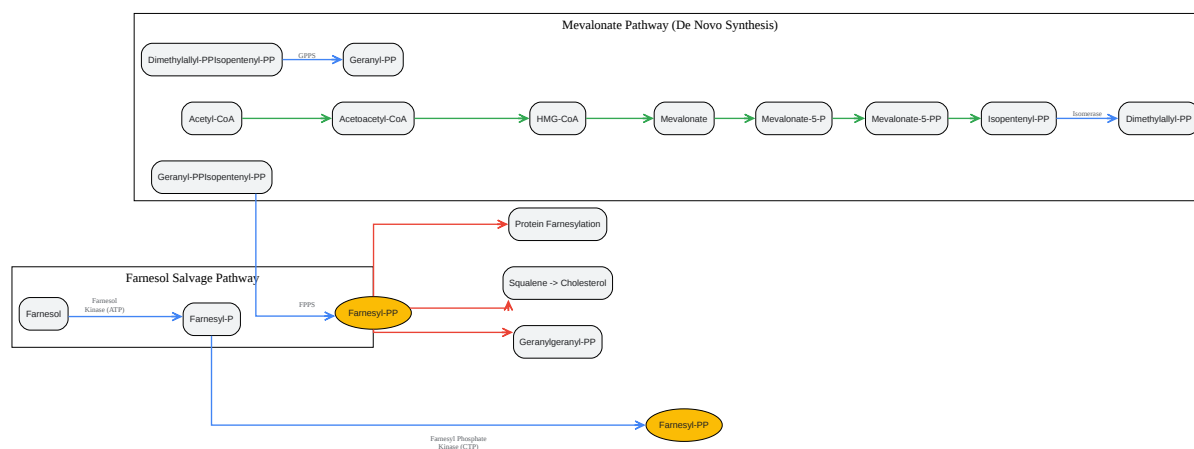 Mevalonate Pathway (De Novo Synthesis)
Dimethylallyl-PPIsopentenyl-PP
GPPS
Geranyl-PP
Acetyl-CoA
Acetoacetyl-CoA
HMG-CoA
Mevalonate
Mevalonate-5-P
Mevalonate-5-PP
Isopentenyl-PP
Isomerase
Dimethylallyl-PP
Geranyl-PPIsopentenyl-PP
Protein Farnesylation
Farnesol Salvage Pathway
Squalene -> Cholesterol
Farnesol
Farnesol
Kinase (ATP)
Farnesyl-P
FPPS
Farnesyl-PP
Geranylgeranyl-PP
Farnesyl-PP
Farnesyl Phosphate
Kinase (CTP)